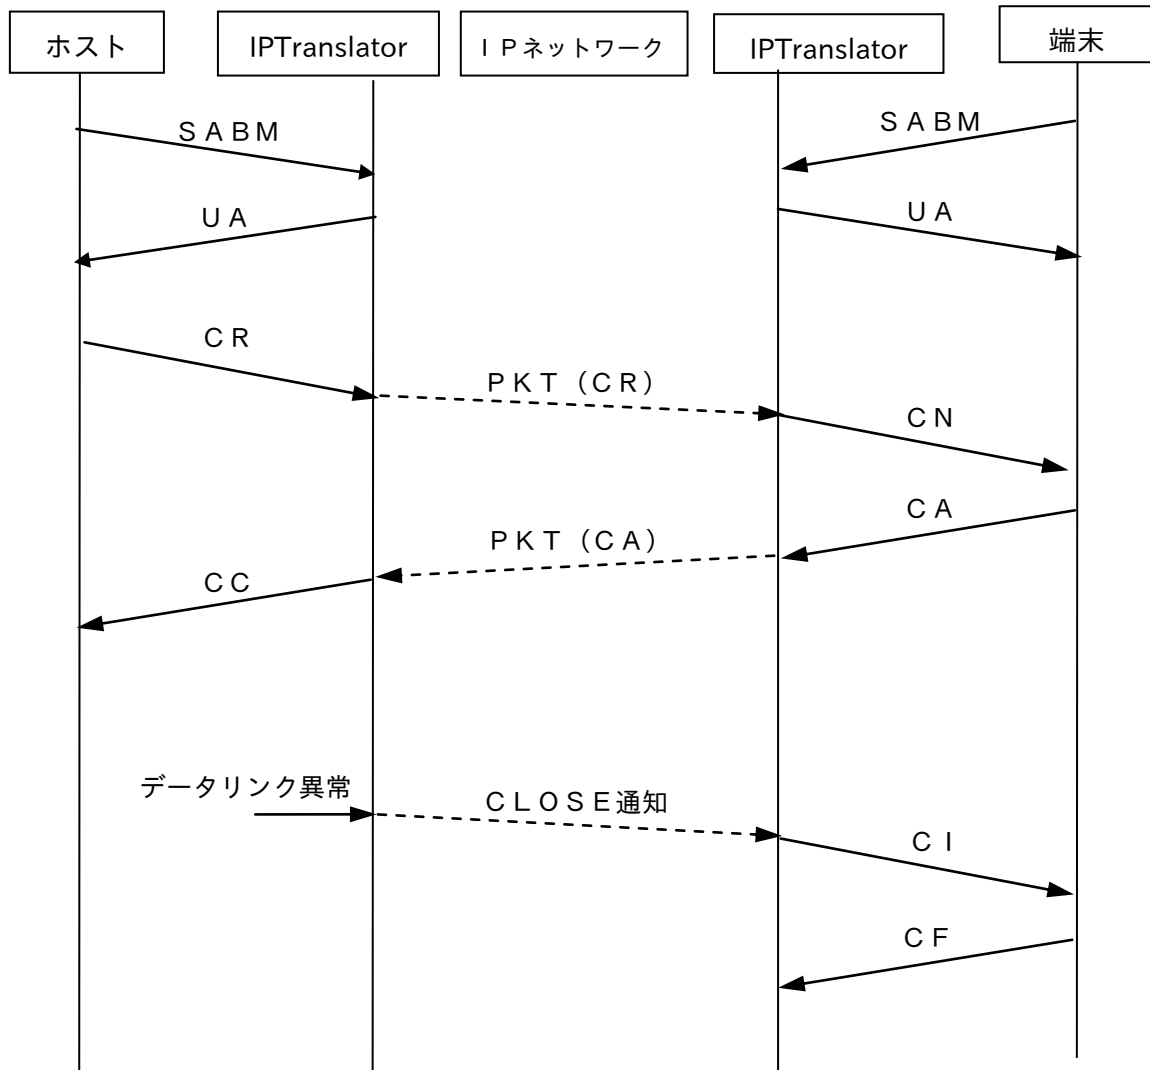 ホスト
IPTranslator
ＩＰネットワーク
IPTranslator
端末
ＳＡＢＭ
ＳＡＢＭ
ＵＡ
ＵＡ
ＣＲ
ＰＫＴ（ＣＲ）
ＣＮ
ＣＡ
ＰＫＴ（ＣＡ）
ＣＣ
データリンク異常
ＣＬＯＳＥ通知
ＣＩ
ＣＦ